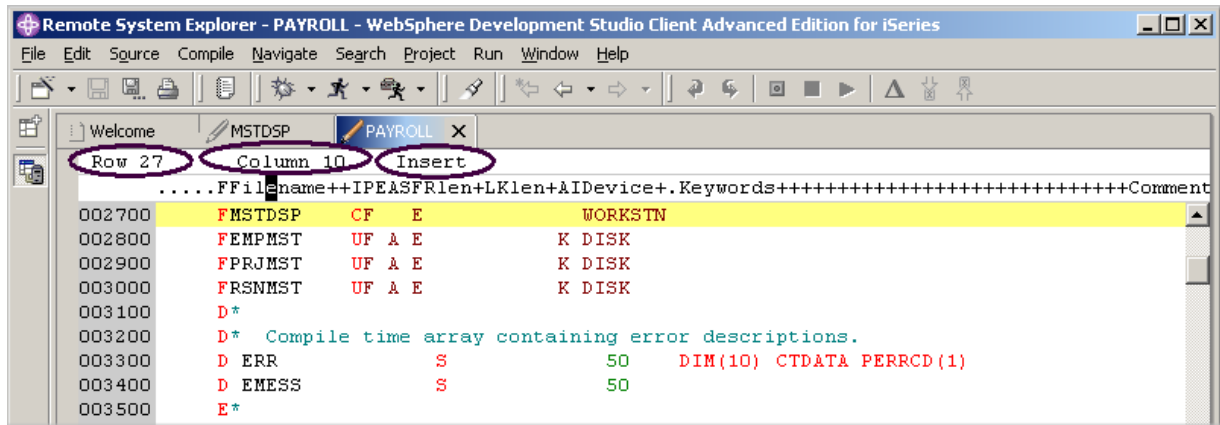 Remote System Explorer - PAYROLL - WebSphere Development Studio Client Advanced Edition for iSeries
File Edit Source Compile Navigate Search Project Run Window Help
Welcome MSTDSP PAYROLL X
Row 27 Column 10 Insert
.....FFilename++IPEASFRlen+LKlen+AIDevice+.Keywords+++++++++++++++++++++++++++++Comment
002700 FMSTDSP CF E WORKSTN
002800 FEMPMST UF A E K DISK
002900 FPRJMST UF A E K DISK
003000 FRSNMST UF A E K DISK
003100 D*
003200 D* Compile time array containing error descriptions.
003300 D ERR S 50 DIM(10) CTDATA PERRCD(1)
003400 D EMESS S 50
003500 E*